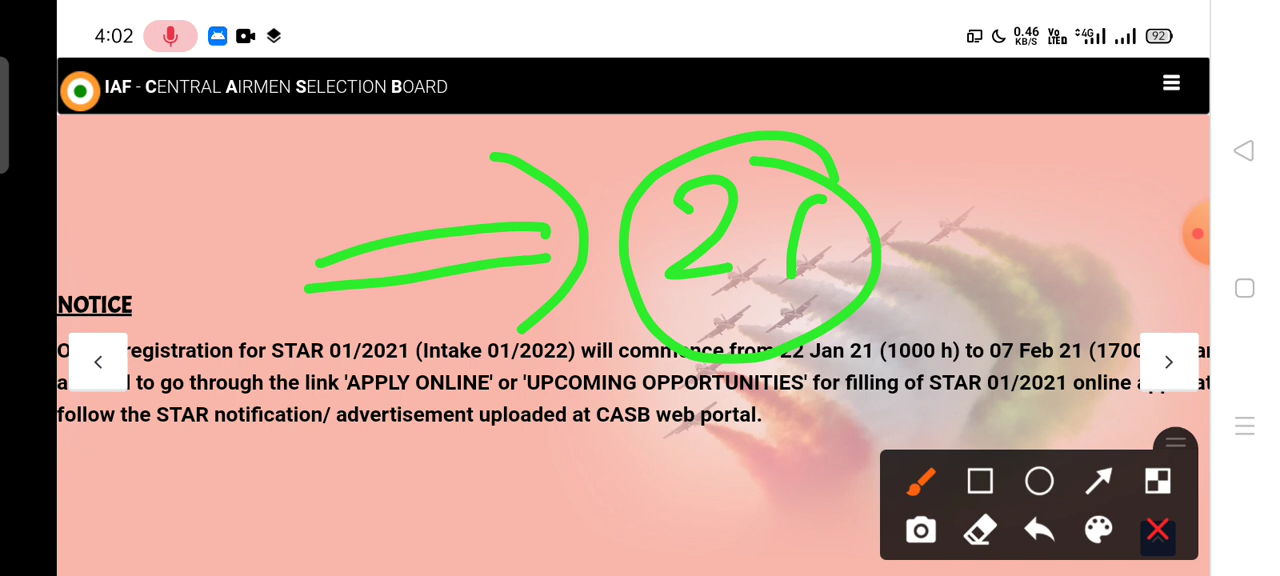 4:02 0.46 KB/S Vo LTED 4G 92
IAF - CENTRAL AIRMEN SELECTION BOARD
21
NOTICE
registration for STAR 01/2021 (Intake 01/2022) will commence from 22 Jan 21 (1000 h) to 07 Feb 21 (1700
to go through the link 'APPLY ONLINE' or 'UPCOMING OPPORTUNITIES' for filling of STAR 01/2021 online
follow the STAR notification/ advertisement uploaded at CASB web portal.